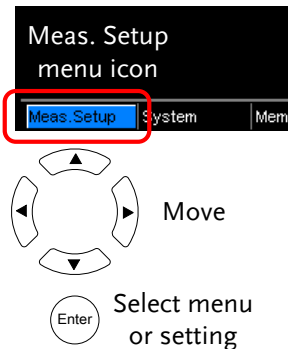 Meas. Setup
menu icon
Meas.Setup System Mem
Move
Enter
Select menu
or setting